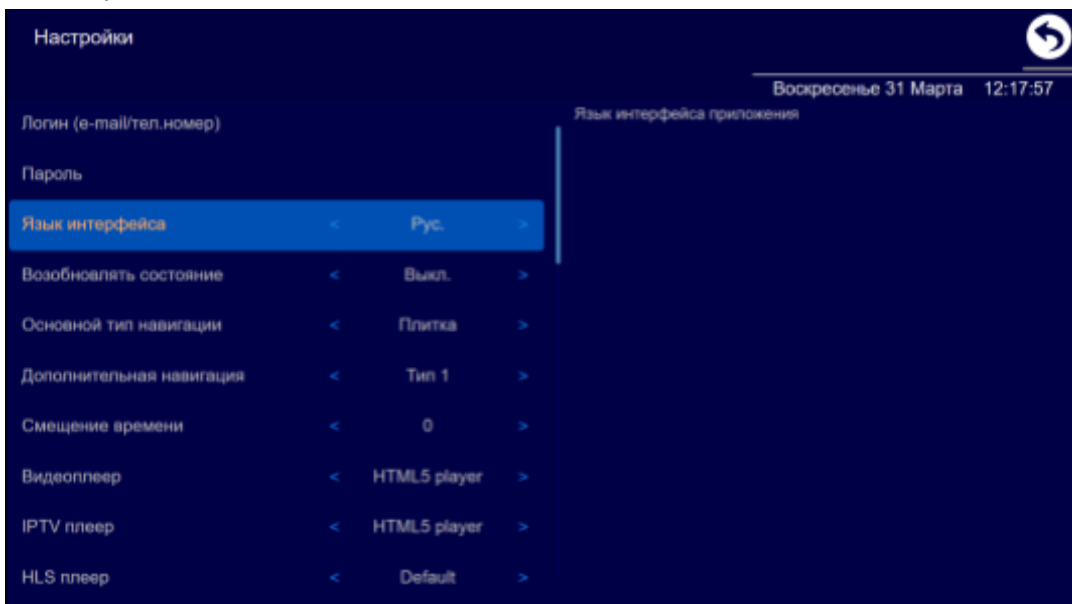 Настройки
Воскресенье 31 Марта 12:17:57
Логин (e-mail/тел.номер)
Язык интерфейса приложения
Пароль
Язык интерфейса < Рус. >
Возобновлять состояние < Выкл. >
Основной тип навигации < Плитка >
Дополнительная навигация < Тип 1 >
Смещение времени < 0 >
Видеоплеер < HTML5 player >
IPTV плеер < HTML5 player >
HLS плеер < Default >